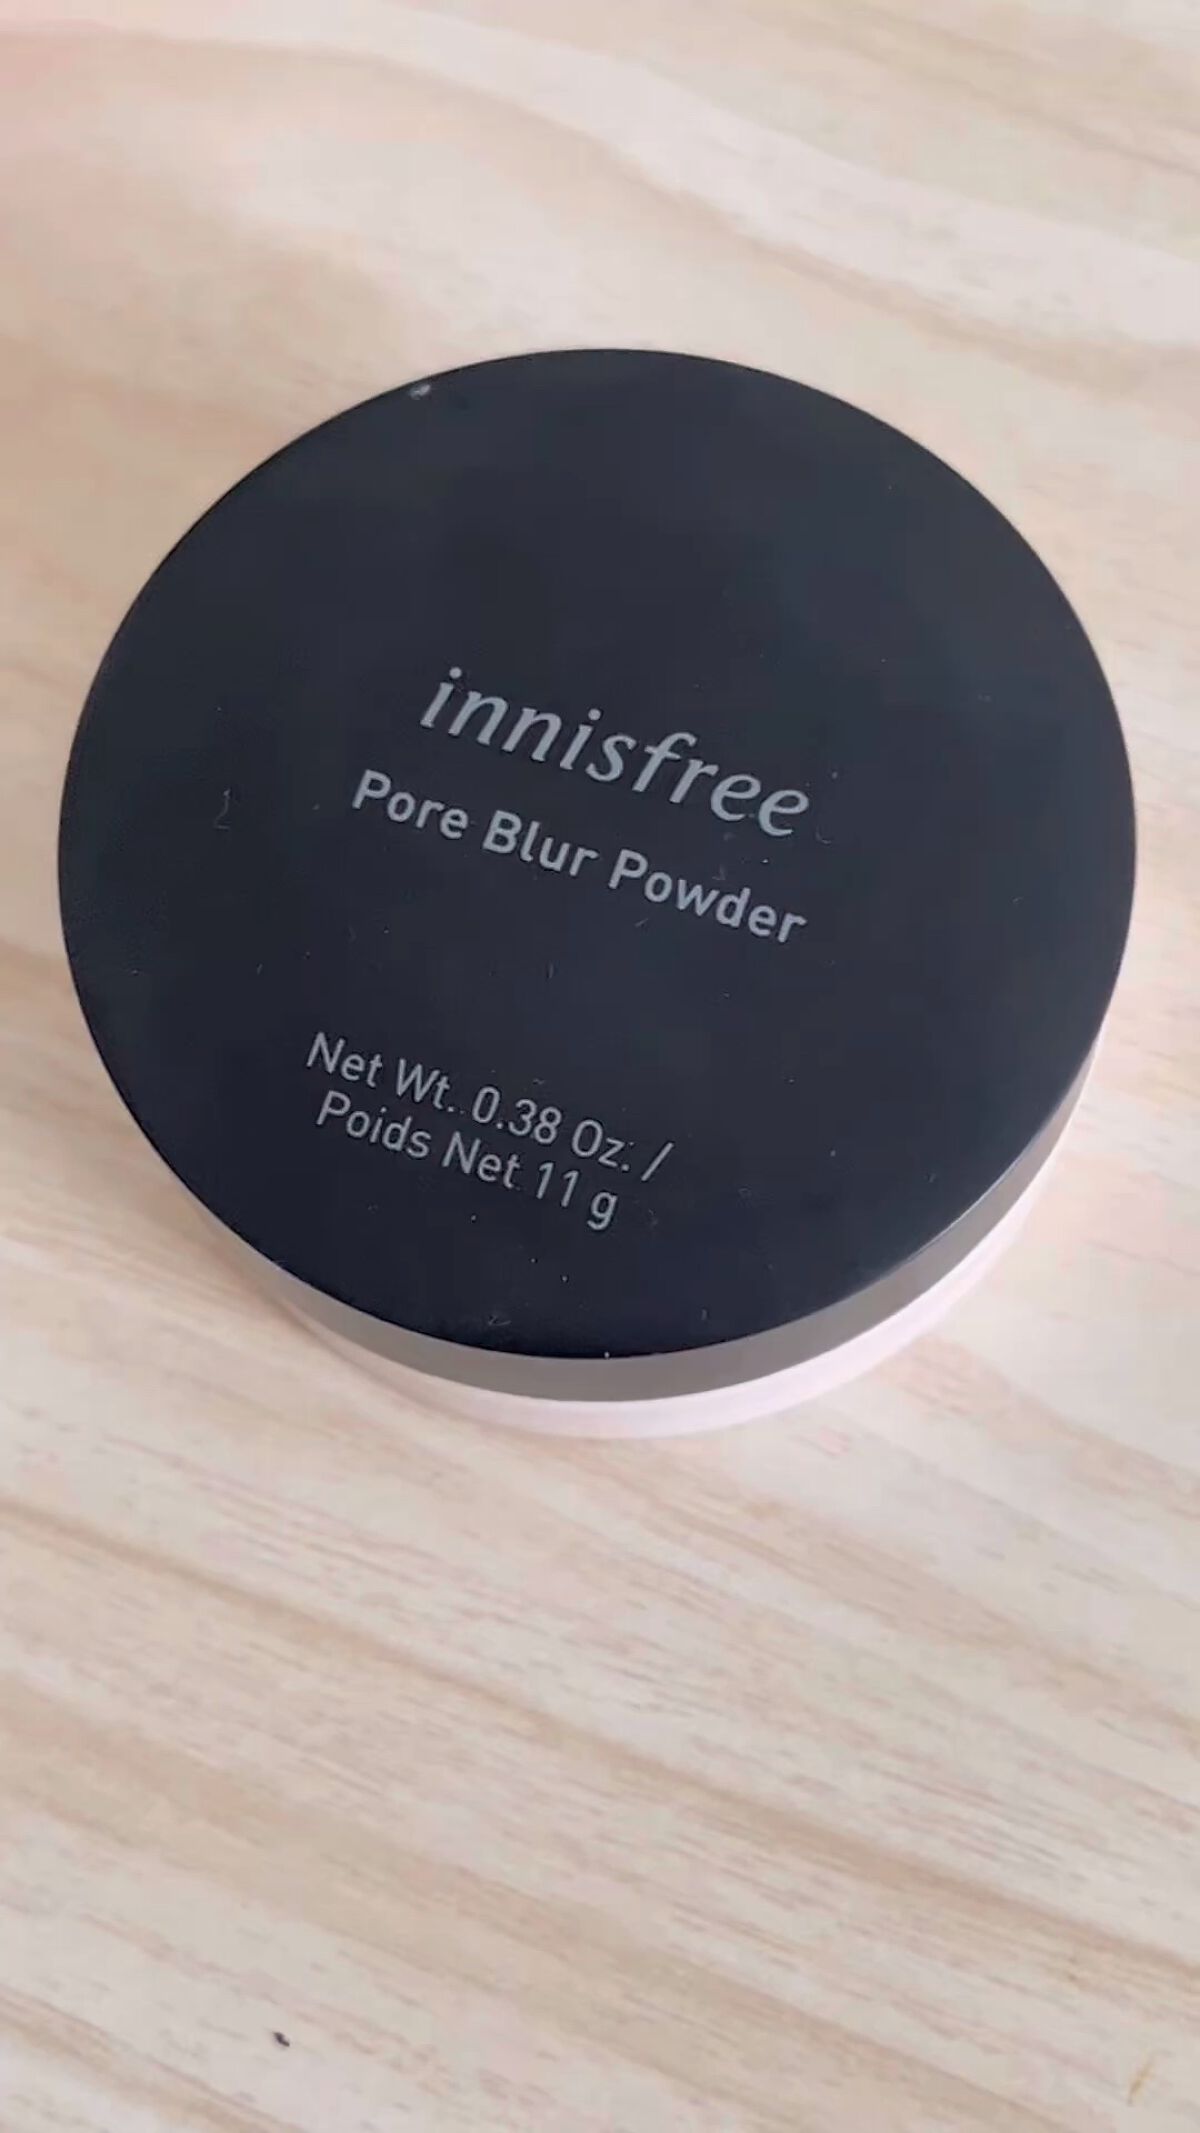 innisfree
Pore Blur Powder
Net Wt. 0.38 Oz. /
Poids Net 11 g